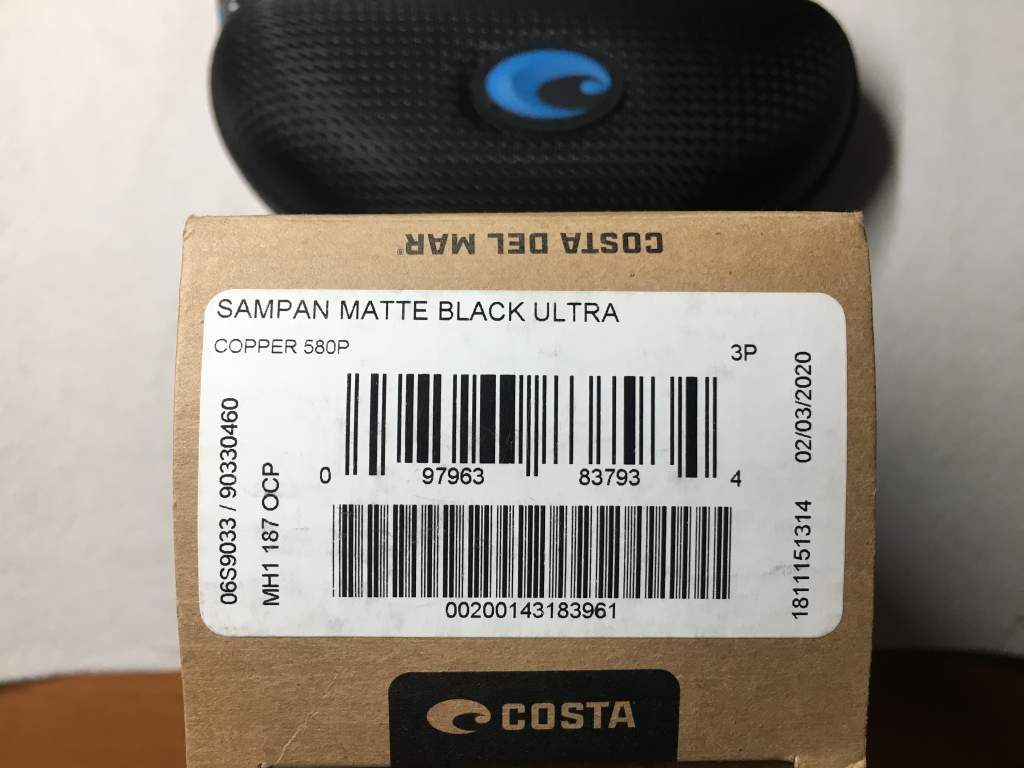 COSTA DEL MAR®
SAMPAN MATTE BLACK ULTRA
COPPER 580P
3P
06S9033 / 90330460
MH1 187 OCP
0 97963 83793 4
00200143183961
1811151314 02/03/2020
COSTA